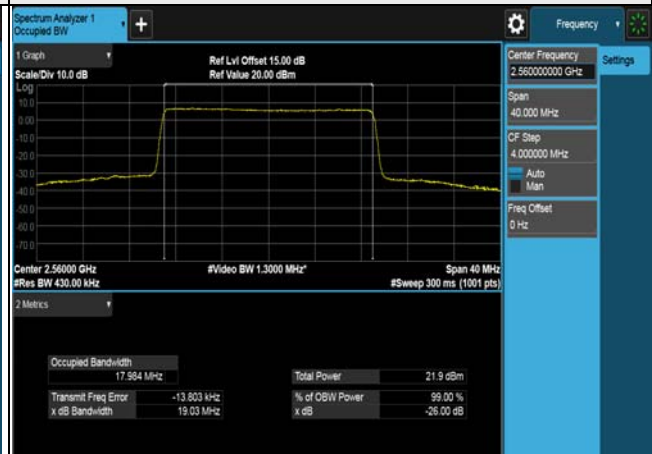 Spectrum Analyzer 1
Occupied BW
+
Frequency
1 Graph
Scale/Div 10.0 dB
Ref Lvl Offset 15.00 dB
Ref Value 20.00 dBm
Log
10.0
0.00
-10.0
-20.0
-30.0
-40.0
-50.0
-60.0
-70.0
Center 2.56000 GHz
#Res BW 430.00 kHz
#Video BW 1.3000 MHz*
Span 40 MHz
#Sweep 300 ms (1001 pts)
2 Metrics
Occupied Bandwidth
17.984 MHz
Transmit Freq Error -13.803 kHz
x dB Bandwidth 19.03 MHz
Total Power 21.9 dBm
% of OBW Power 99.00 %
x dB -26.00 dB
Center Frequency
2.560000000 GHz
Span
40.000 MHz
CF Step
4.000000 MHz
Auto
Man
Freq Offset
0 Hz
Settings